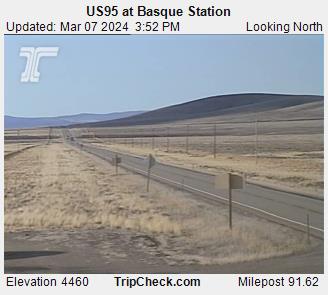 US95 at Basque Station
Updated: Mar 07 2024 3:52 PM Looking North
Elevation 4460 TripCheck.com Milepost 91.62